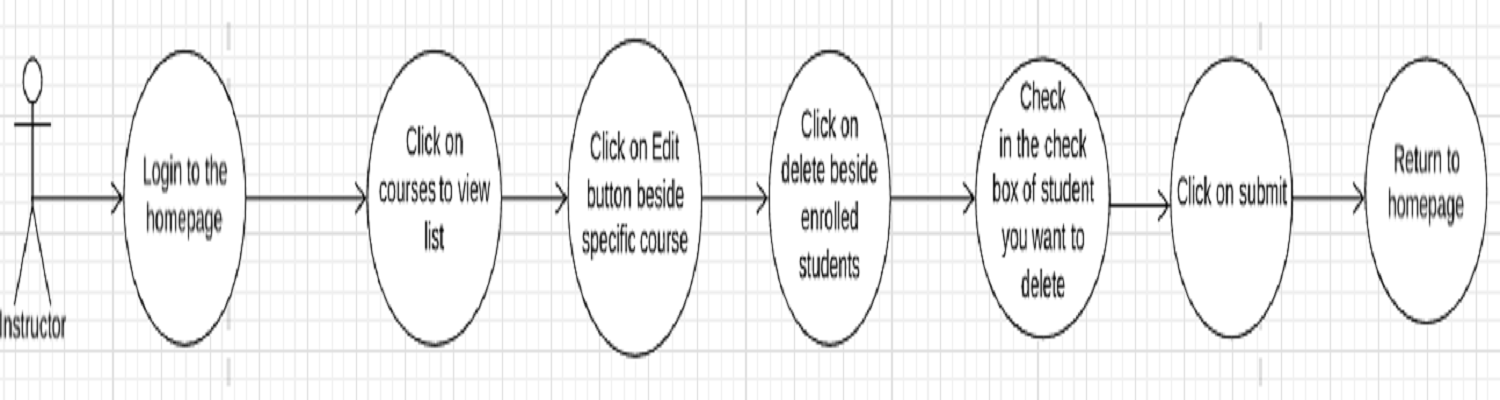 Instructor
Login to the
homepage
Click on
courses to view
list
Click on Edit
button beside
specific course
Click on
delete beside
enrolled
students
Check
in the check
box of student
you want to
delete
Click on submit
Return to
homepage